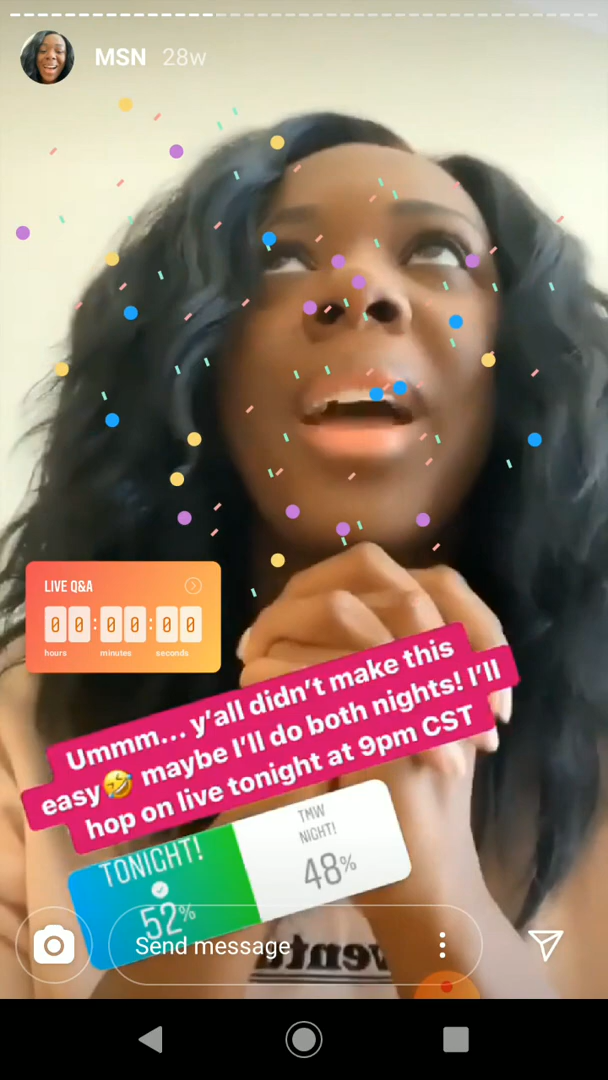 MSN 28w
LIVE Q&A
0 0 : 0 0 : 0 0
hours minutes seconds
Ummm... y'all didn't make this
easy🤣 maybe I'll do both nights! I'll
hop on live tonight at 9pm CST
TONIGHT!
52%
TMW
NIGHT!
48%
Send message